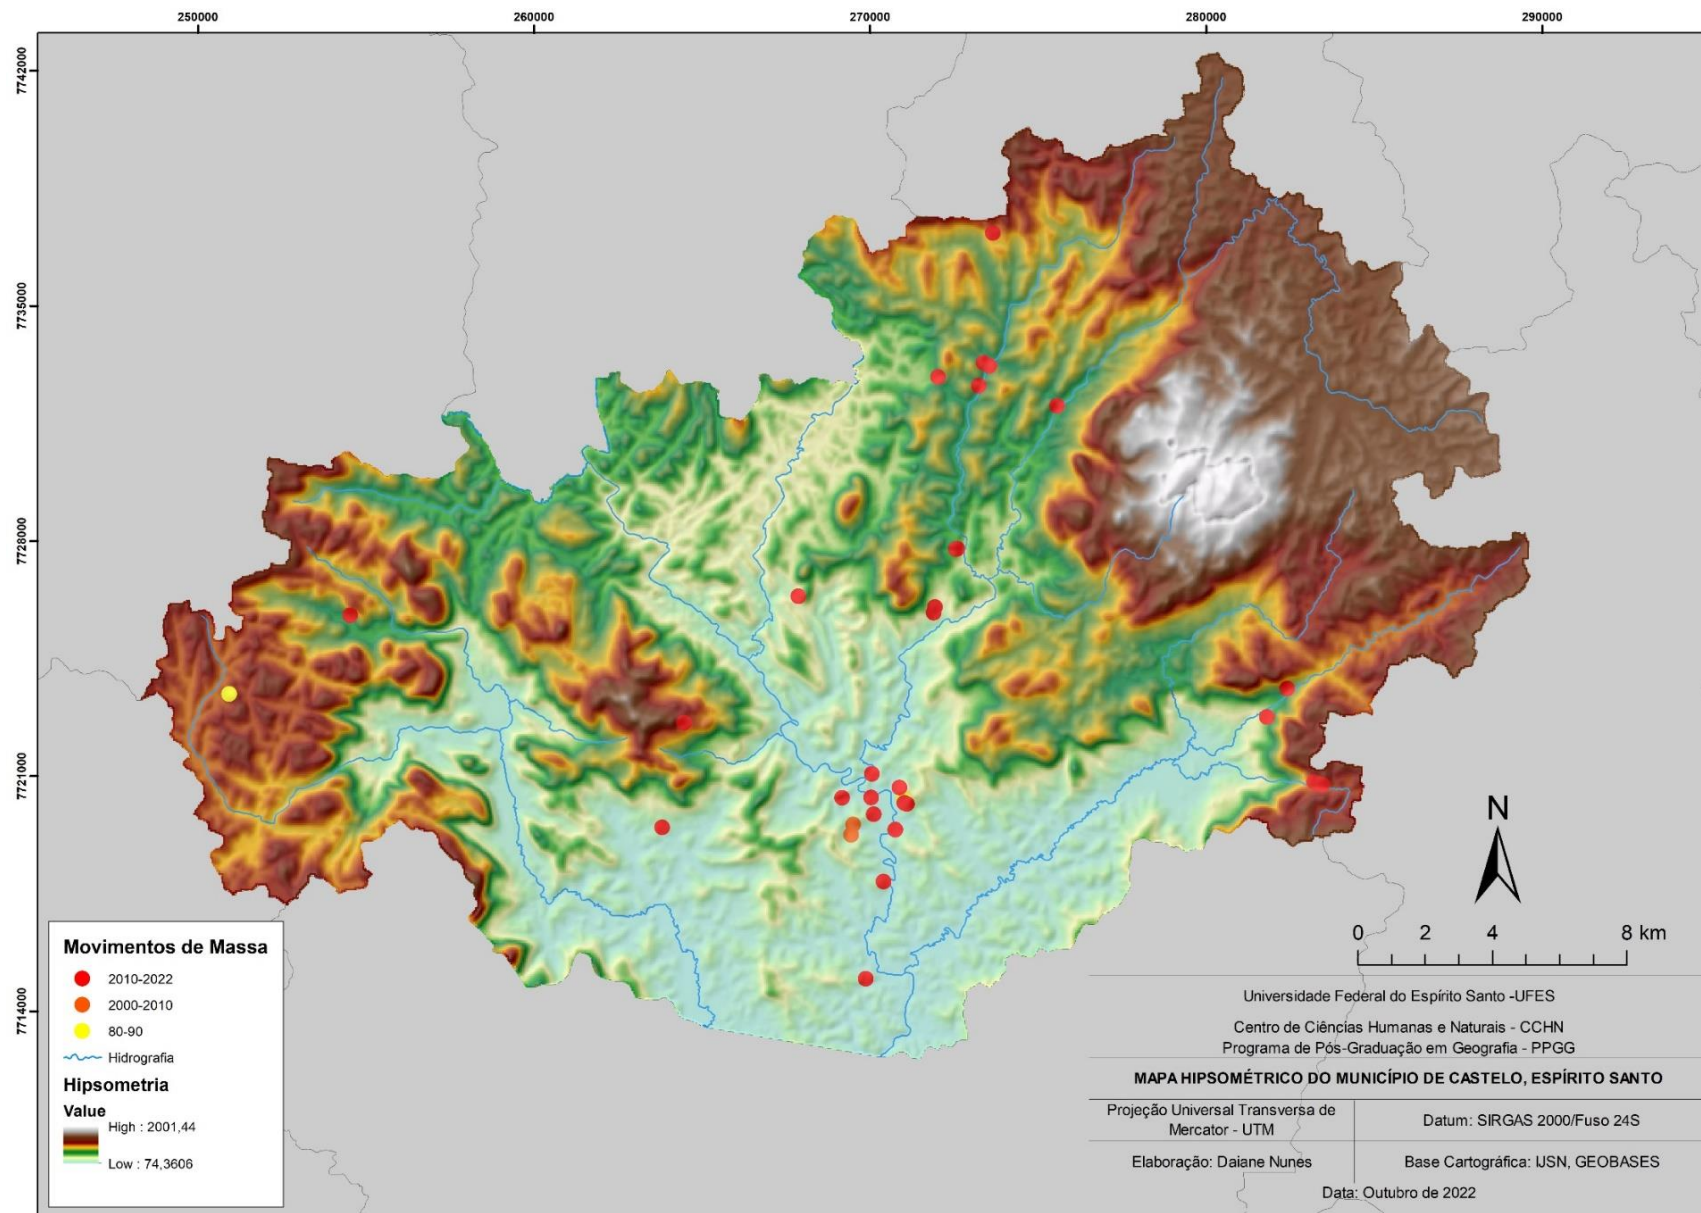 250000 260000 270000 280000 290000
7742000
7735000
7728000
7721000
7714000
N
0 2 4 8 km
Movimentos de Massa
2010-2022
2000-2010
80-90
Hidrografia
Hipsometria
Value
High : 2001,44
Low : 74,3606
Universidade Federal do Espírito Santo -UFES
Centro de Ciências Humanas e Naturais - CCHN
Programa de Pós-Graduação em Geografia - PPGG
MAPA HIPSOMÉTRICO DO MUNICÍPIO DE CASTELO, ESPÍRITO SANTO
Projeção Universal Transversa de
Mercator - UTM
Datum: SIRGAS 2000/Fuso 24S
Elaboração: Daiane Nunes
Base Cartográfica: IJSN, GEOBASES
Data: Outubro de 2022